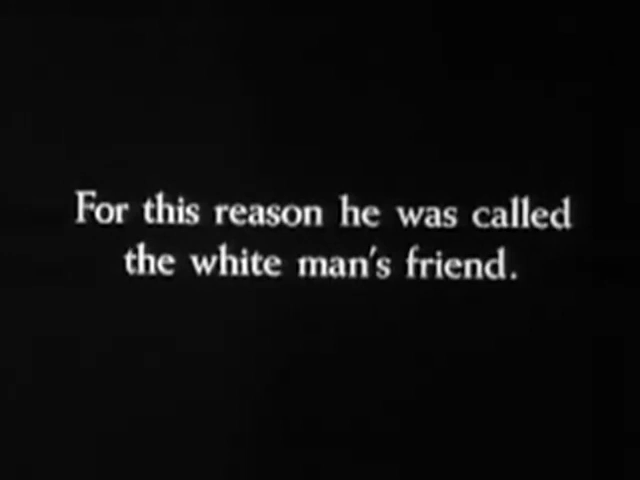 For this reason he was called
the white man's friend.